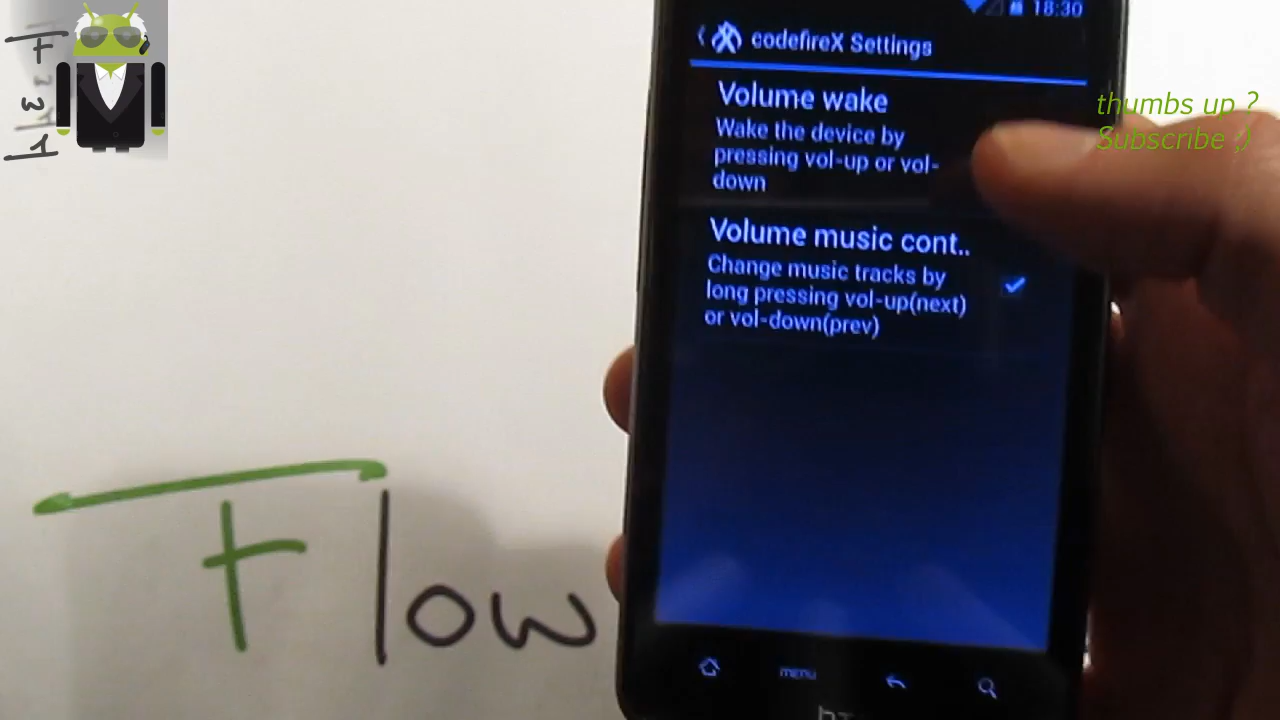 18:30
codefireX Settings
Volume wake
Wake the device by
pressing vol-up or vol-
down
Volume music cont..
Change music tracks by
long pressing vol-up(next)
or vol-down(prev)
menu
thumbs up ?
Subscribe ;)
Flow